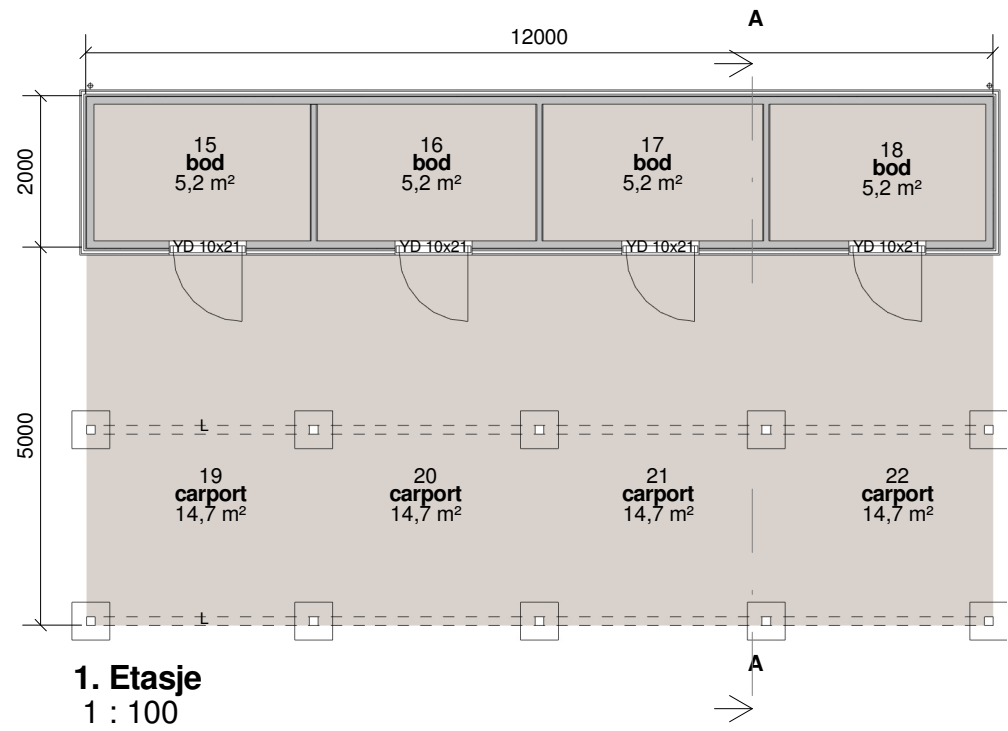 A
12000
2000
15
bod
5,2 m²
16
bod
5,2 m²
17
bod
5,2 m²
18
bod
5,2 m²
YD 10x21
YD 10x21
YD 10x21
YD 10x21
5000
L
19
carport
14,7 m²
20
carport
14,7 m²
21
carport
14,7 m²
22
carport
14,7 m²
L
A
1. Etasje
1 : 100